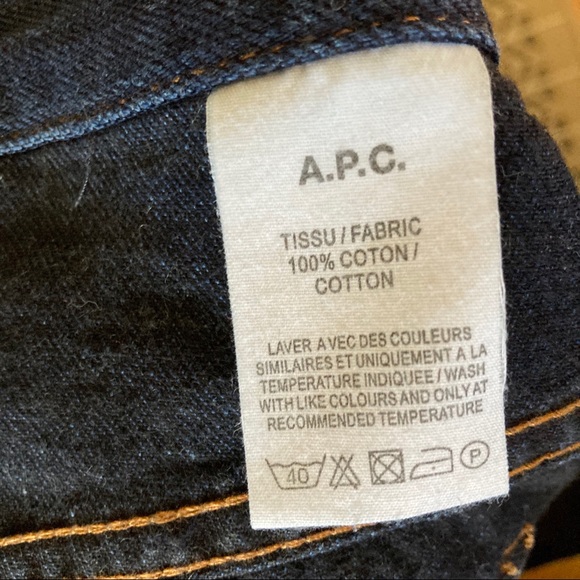 A.P.C.
TISSU / FABRIC
100% COTON /
COTTON
LAVER AVEC DES COULEURS
SIMILAIRES ET UNIQUEMENT A LA
TEMPERATURE INDIQUEE / WASH
WITH LIKE COLOURS AND ONLY AT
RECOMMENDED TEMPERATURE
40 P